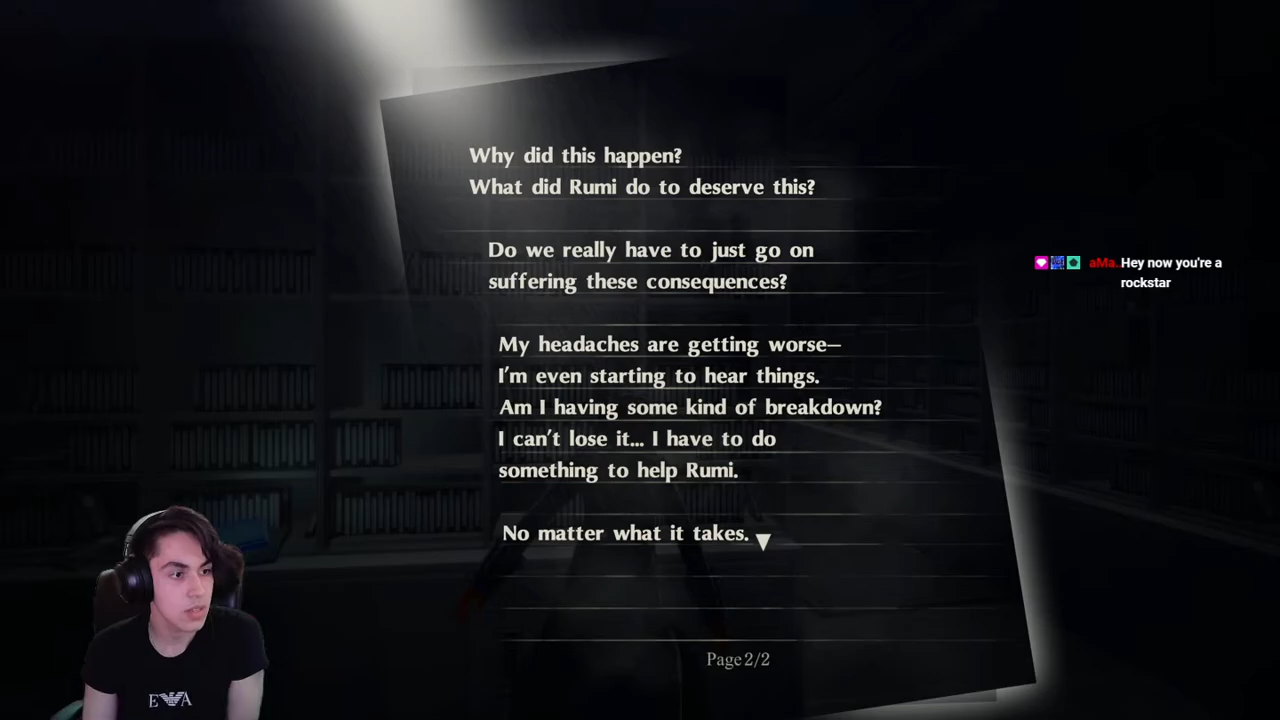 Why did this happen?
What did Rumi do to deserve this?
Do we really have to just go on
suffering these consequences?
My headaches are getting worse—
I'm even starting to hear things.
Am I having some kind of breakdown?
I can't lose it... I have to do
something to help Rumi.
No matter what it takes.
Page 2/2
aMa. Hey now you're a
rockstar